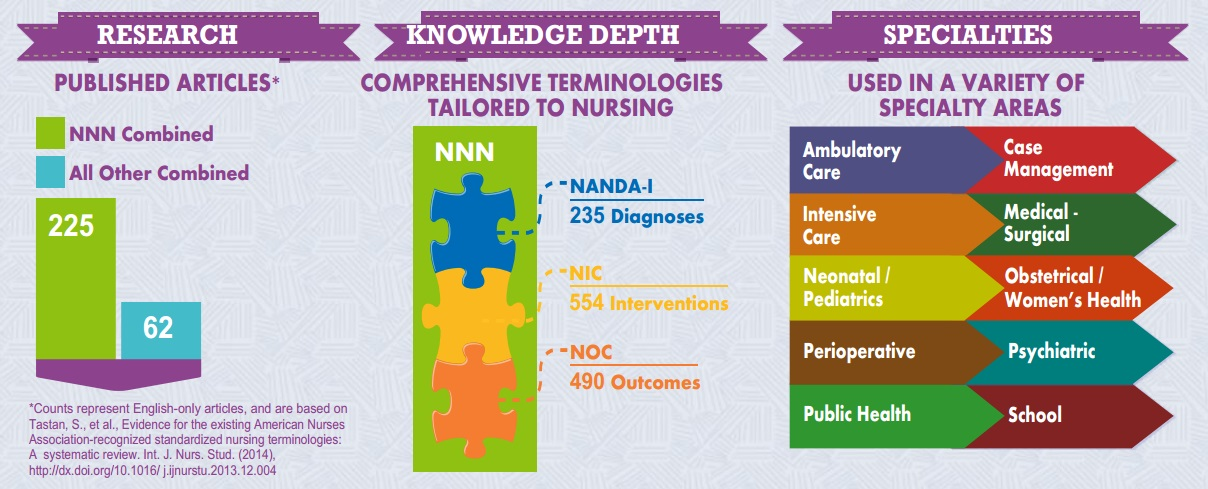 RESEARCH
PUBLISHED ARTICLES*
NNN Combined
All Other Combined
225
62
*Counts represent English-only articles, and are based on
Tastan, S., et al., Evidence for the existing American Nurses
Association-recognized standardized nursing terminologies:
A systematic review. Int. J. Nurs. Stud. (2014),
http://dx.doi.org/10.1016/ j.ijnurstu.2013.12.004
KNOWLEDGE DEPTH
COMPREHENSIVE TERMINOLOGIES
TAILORED TO NURSING
NNN
NANDA-I
235 Diagnoses
NIC
554 Interventions
NOC
490 Outcomes
SPECIALTIES
USED IN A VARIETY OF
SPECIALTY AREAS
Ambulatory
Care
Case
Management
Intensive
Care
Medical -
Surgical
Neonatal /
Pediatrics
Obstetrical /
Women's Health
Perioperative
Psychiatric
Public Health
School